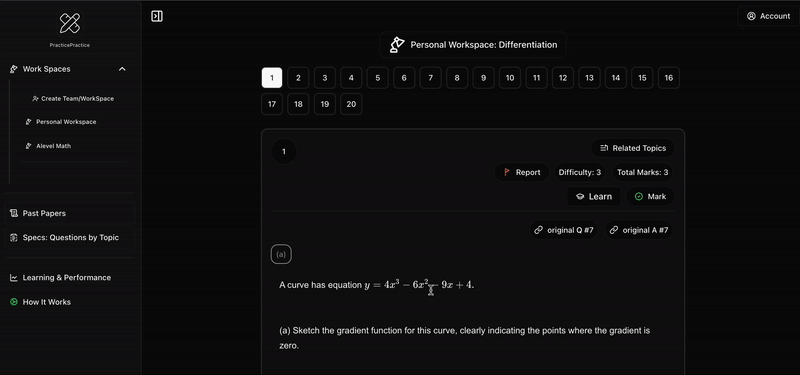 Account
PracticePractice
Personal Workspace: Differentiation
Work Spaces
1 2 3 4 5 6 7 8 9 10 11 12 13 14 15 16
Create Team/WorkSpace
17 18 19 20
Personal Workspace
Alevel Math
1
Related Topics
Report Difficulty: 3 Total Marks: 3
Learn Mark
Past Papers
original Q #7 original A #7
Specs: Questions by Topic
(a)
Learning & Performance
A curve has equation y = 4x³ − 6x² − 9x + 4.
How It Works
(a) Sketch the gradient function for this curve, clearly indicating the points where the gradient is
zero.